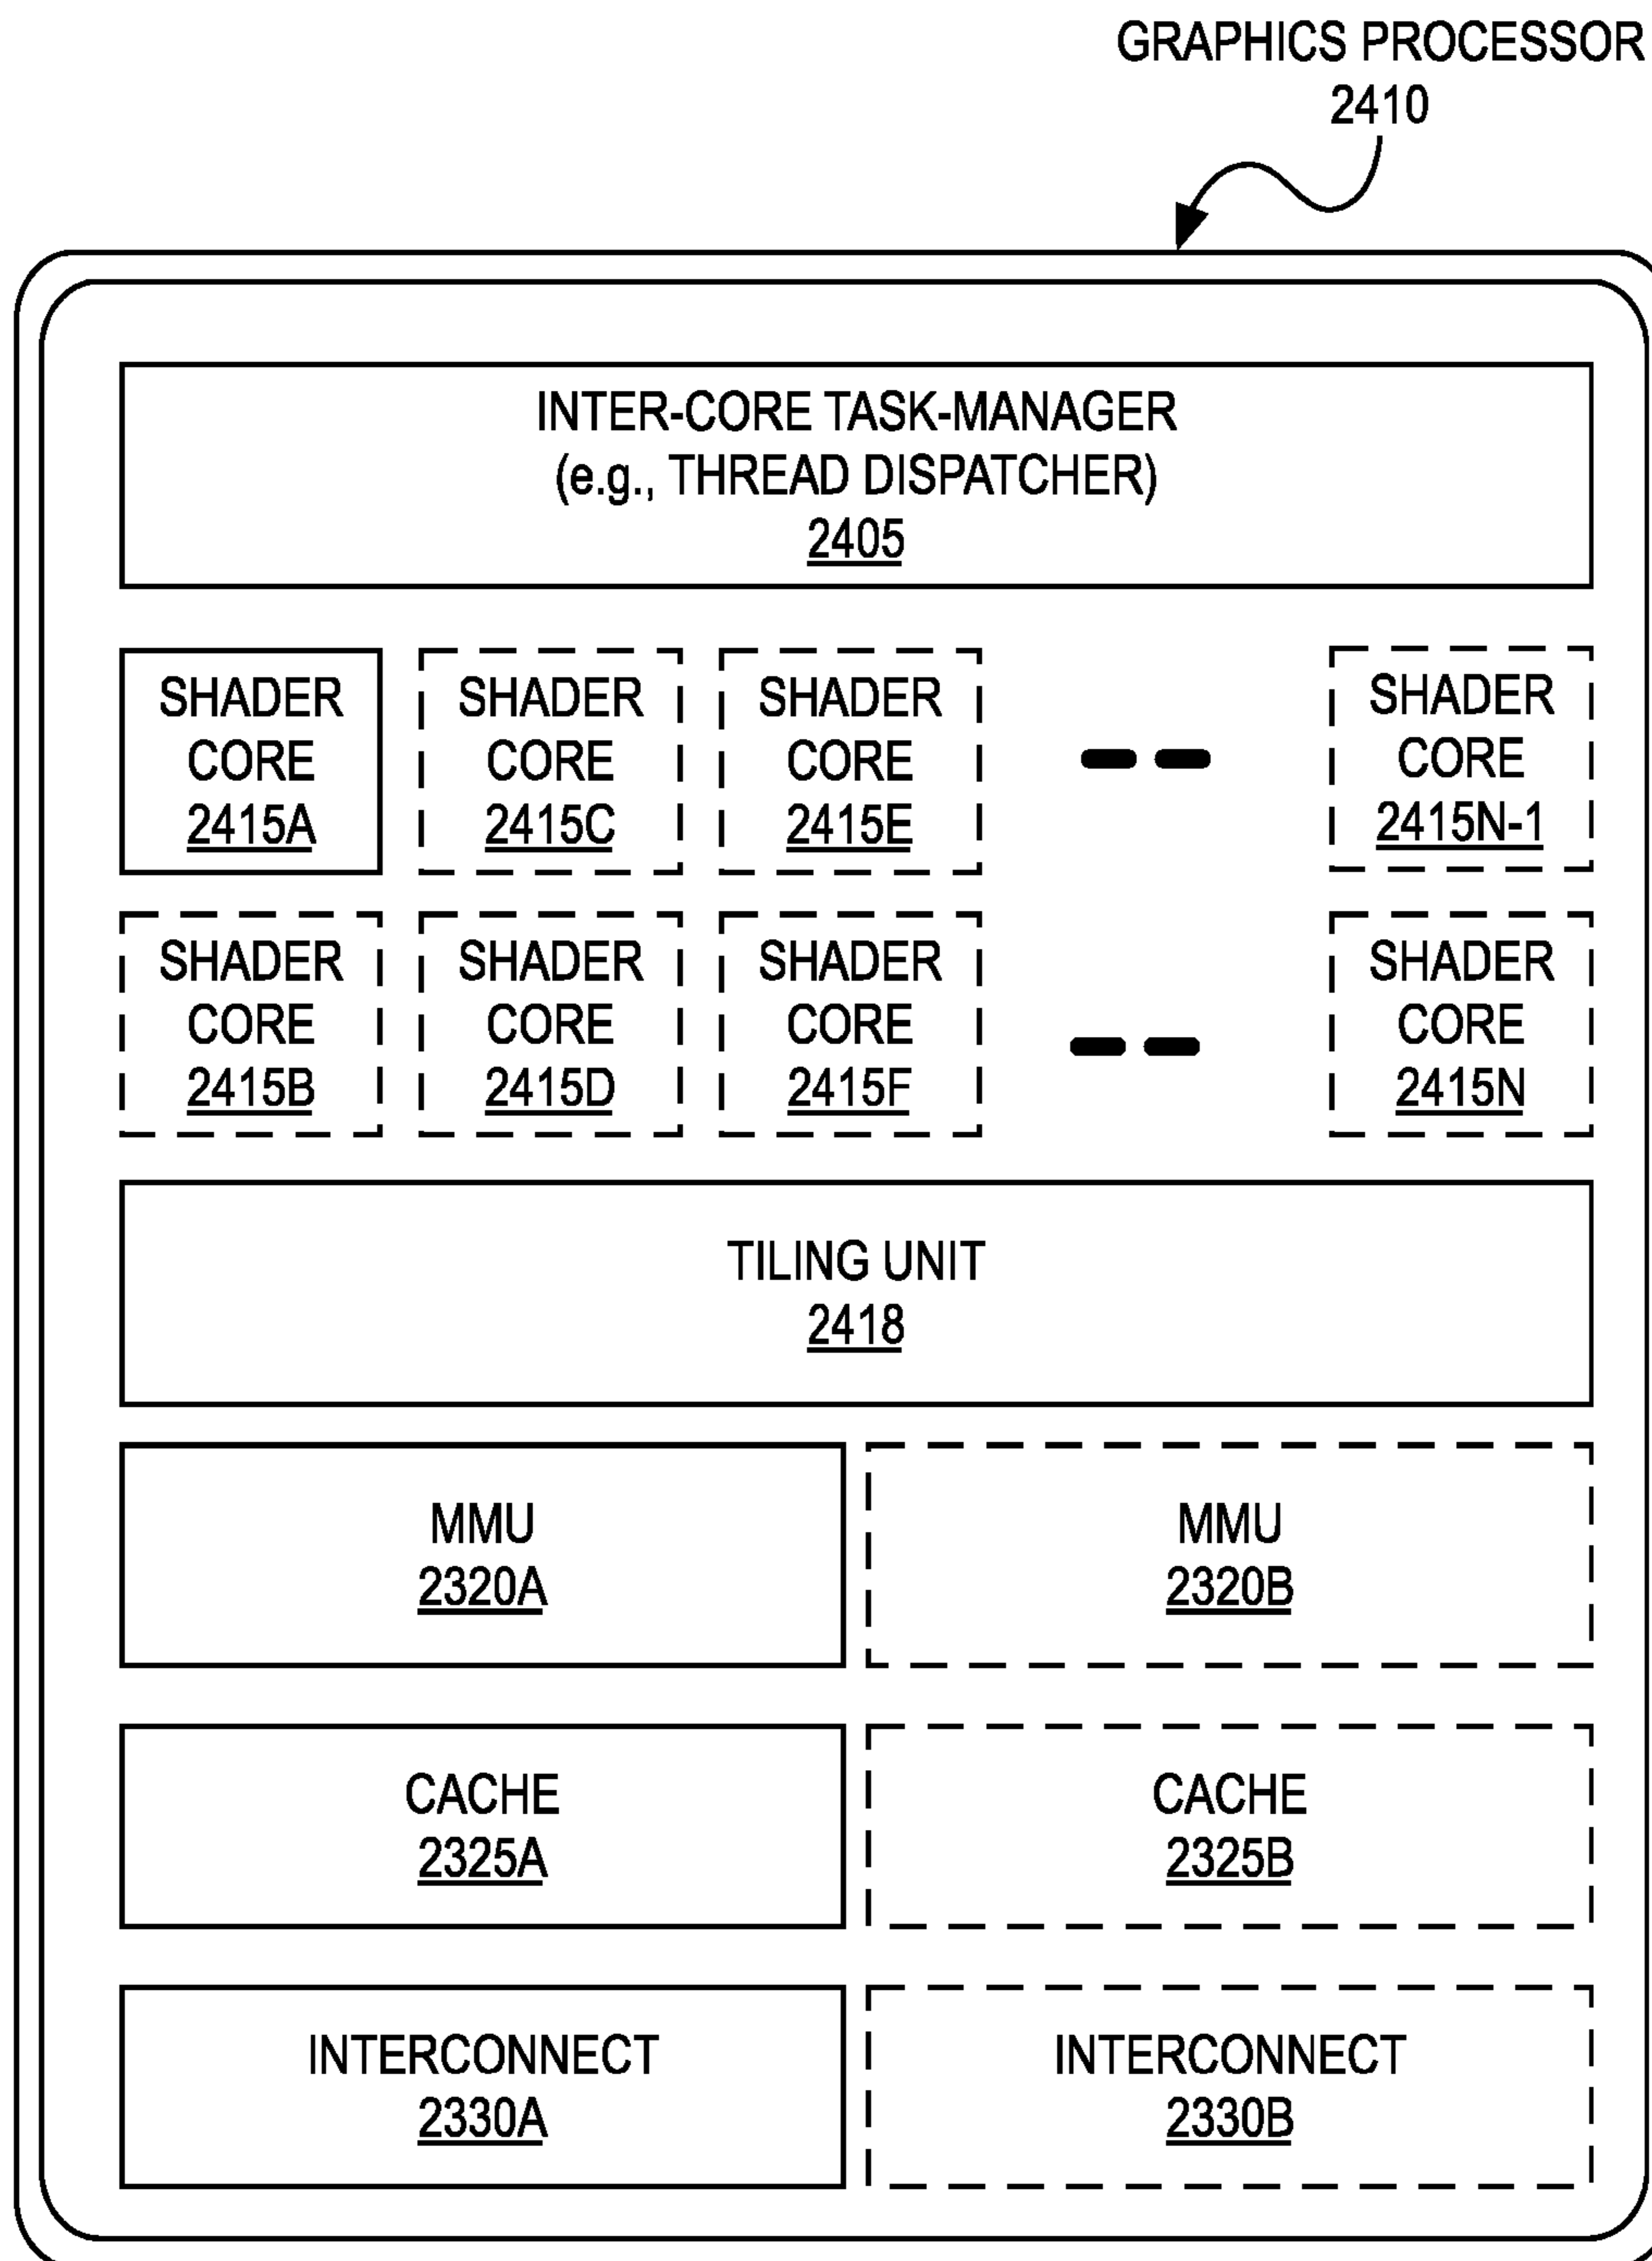 GRAPHICS PROCESSOR
2410
INTER-CORE TASK-MANAGER
(e.g., THREAD DISPATCHER)
2405
SHADER
CORE
2415A
SHADER
CORE
2415C
SHADER
CORE
2415E
SHADER
CORE
2415N-1
SHADER
CORE
2415B
SHADER
CORE
2415D
SHADER
CORE
2415F
SHADER
CORE
2415N
TILING UNIT
2418
MMU
2320A
MMU
2320B
CACHE
2325A
CACHE
2325B
INTERCONNECT
2330A
INTERCONNECT
2330B